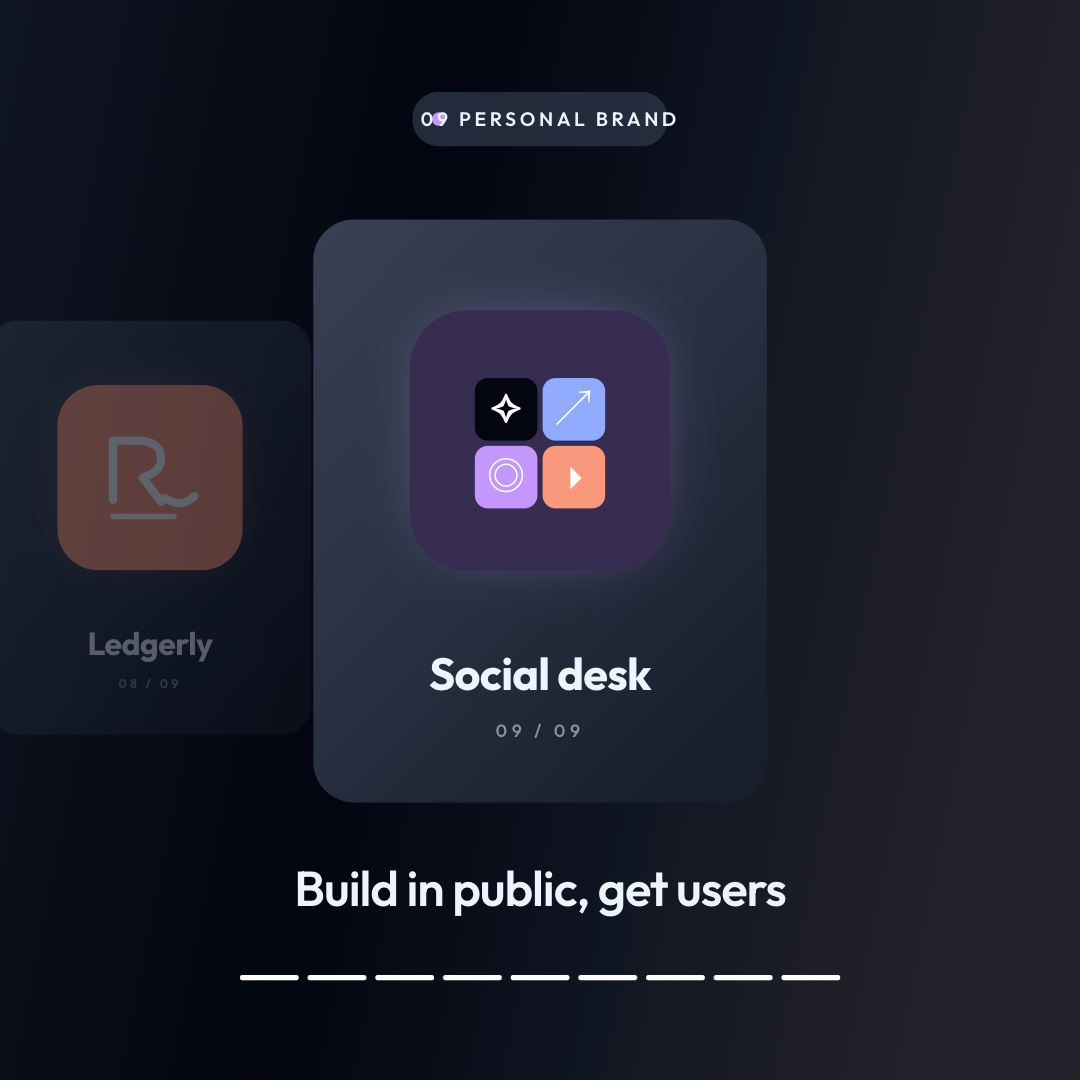 09 PERSONAL BRAND
R
Ledgerly
08 / 09
Social desk
09 / 09
Build in public, get users